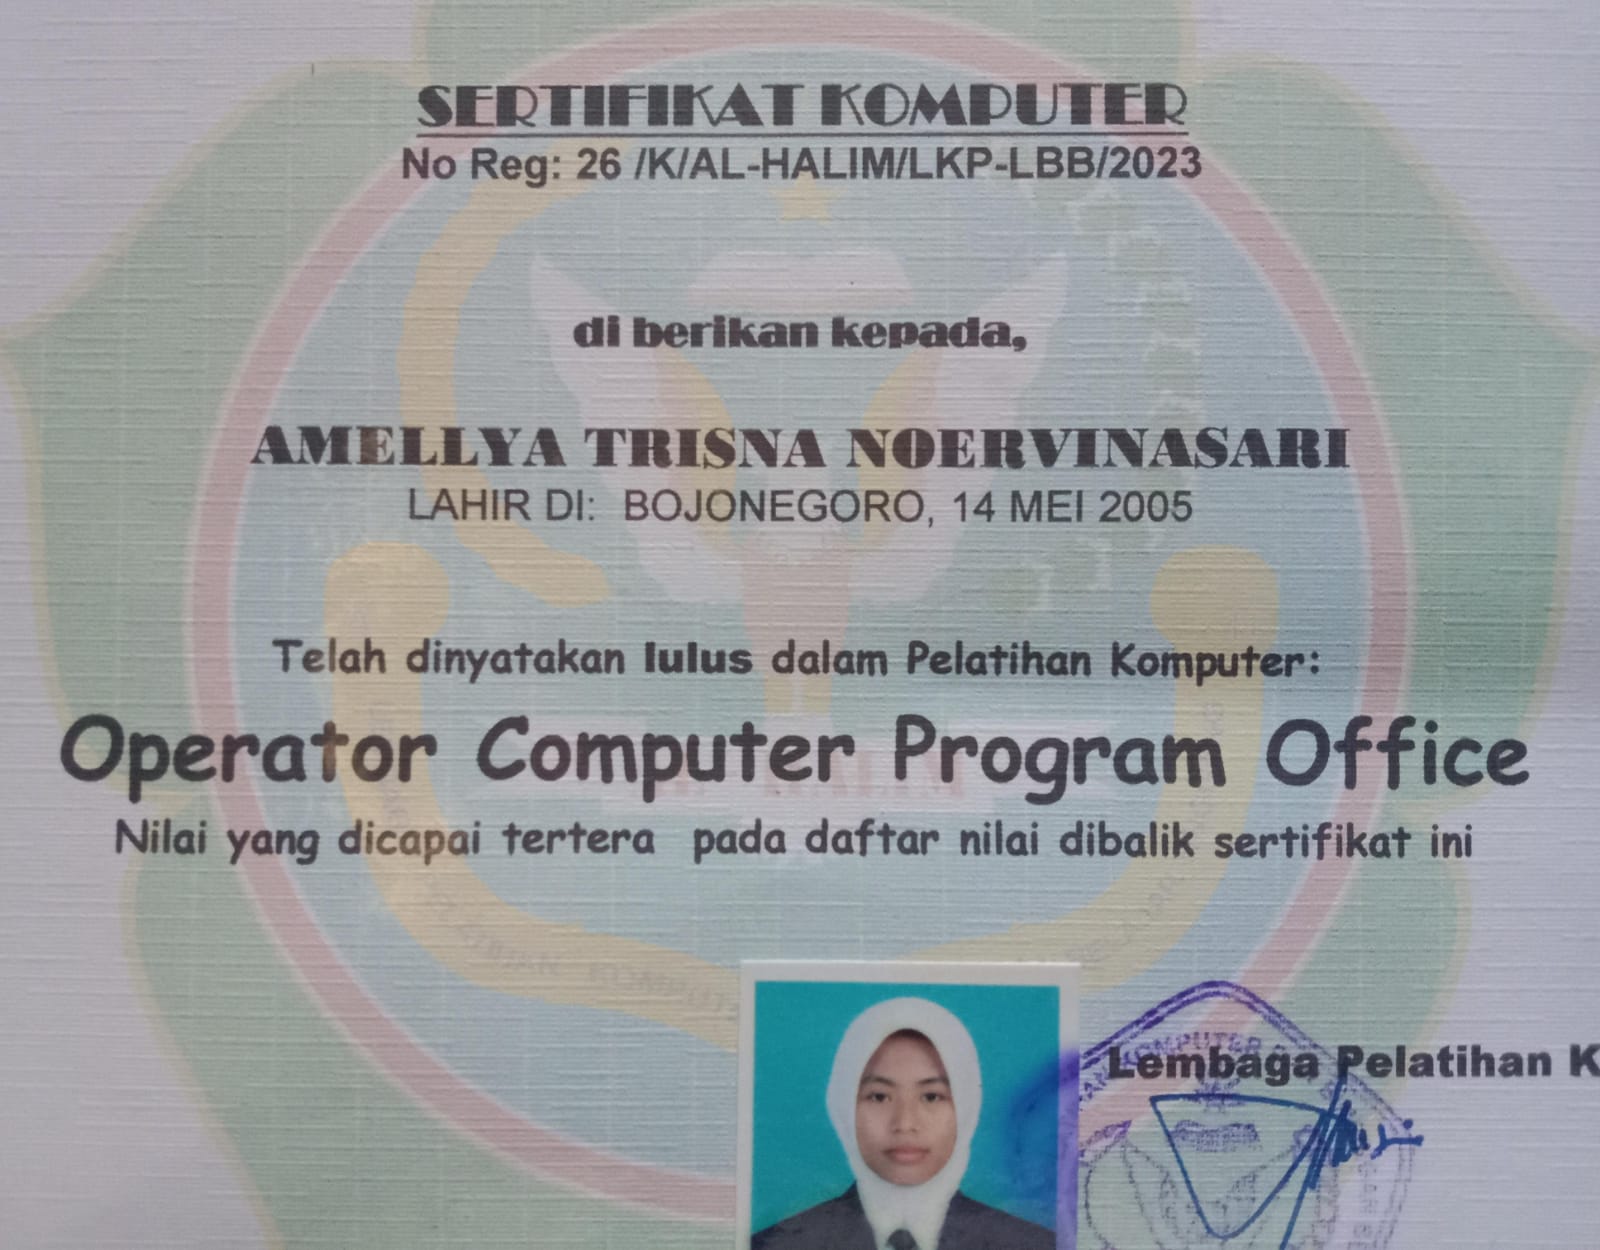 SERTIFIKAT KOMPUTER
No Reg: 26 /K/AL-HALIM/LKP-LBB/2023
di berikan kepada,
AMELLYA TRISNA NOERVINASARI
LAHIR DI: BOJONEGORO, 14 MEI 2005
Telah dinyatakan lulus dalam Pelatihan Komputer:
Operator Computer Program Office
Nilai yang dicapai tertera pada daftar nilai dibalik sertifikat ini
Lembaga Pelatihan K
KOMPUTER